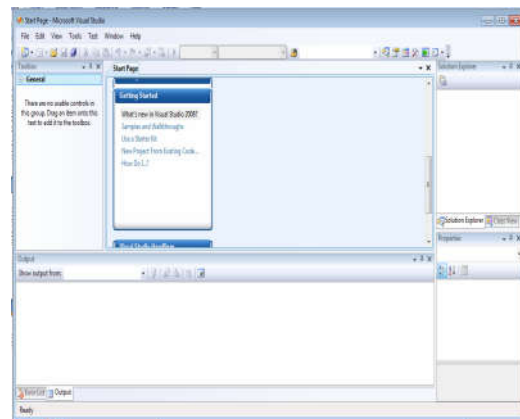 Start Page - Microsoft Visual Studio
File Edit View Tools Test Window Help
Toolbox
General
There are no usable controls in
this group. Drag an item onto this
text to add it to the toolbox.
Start Page
Getting Started
What's new in Visual Studio 2008?
Samples and Walkthroughs
Use a Starter Kit
New Project From Existing Code...
How Do I...?
Solution Explorer
Solution Explorer Class View
Properties
Output
Show output from:
Error List Output
Ready